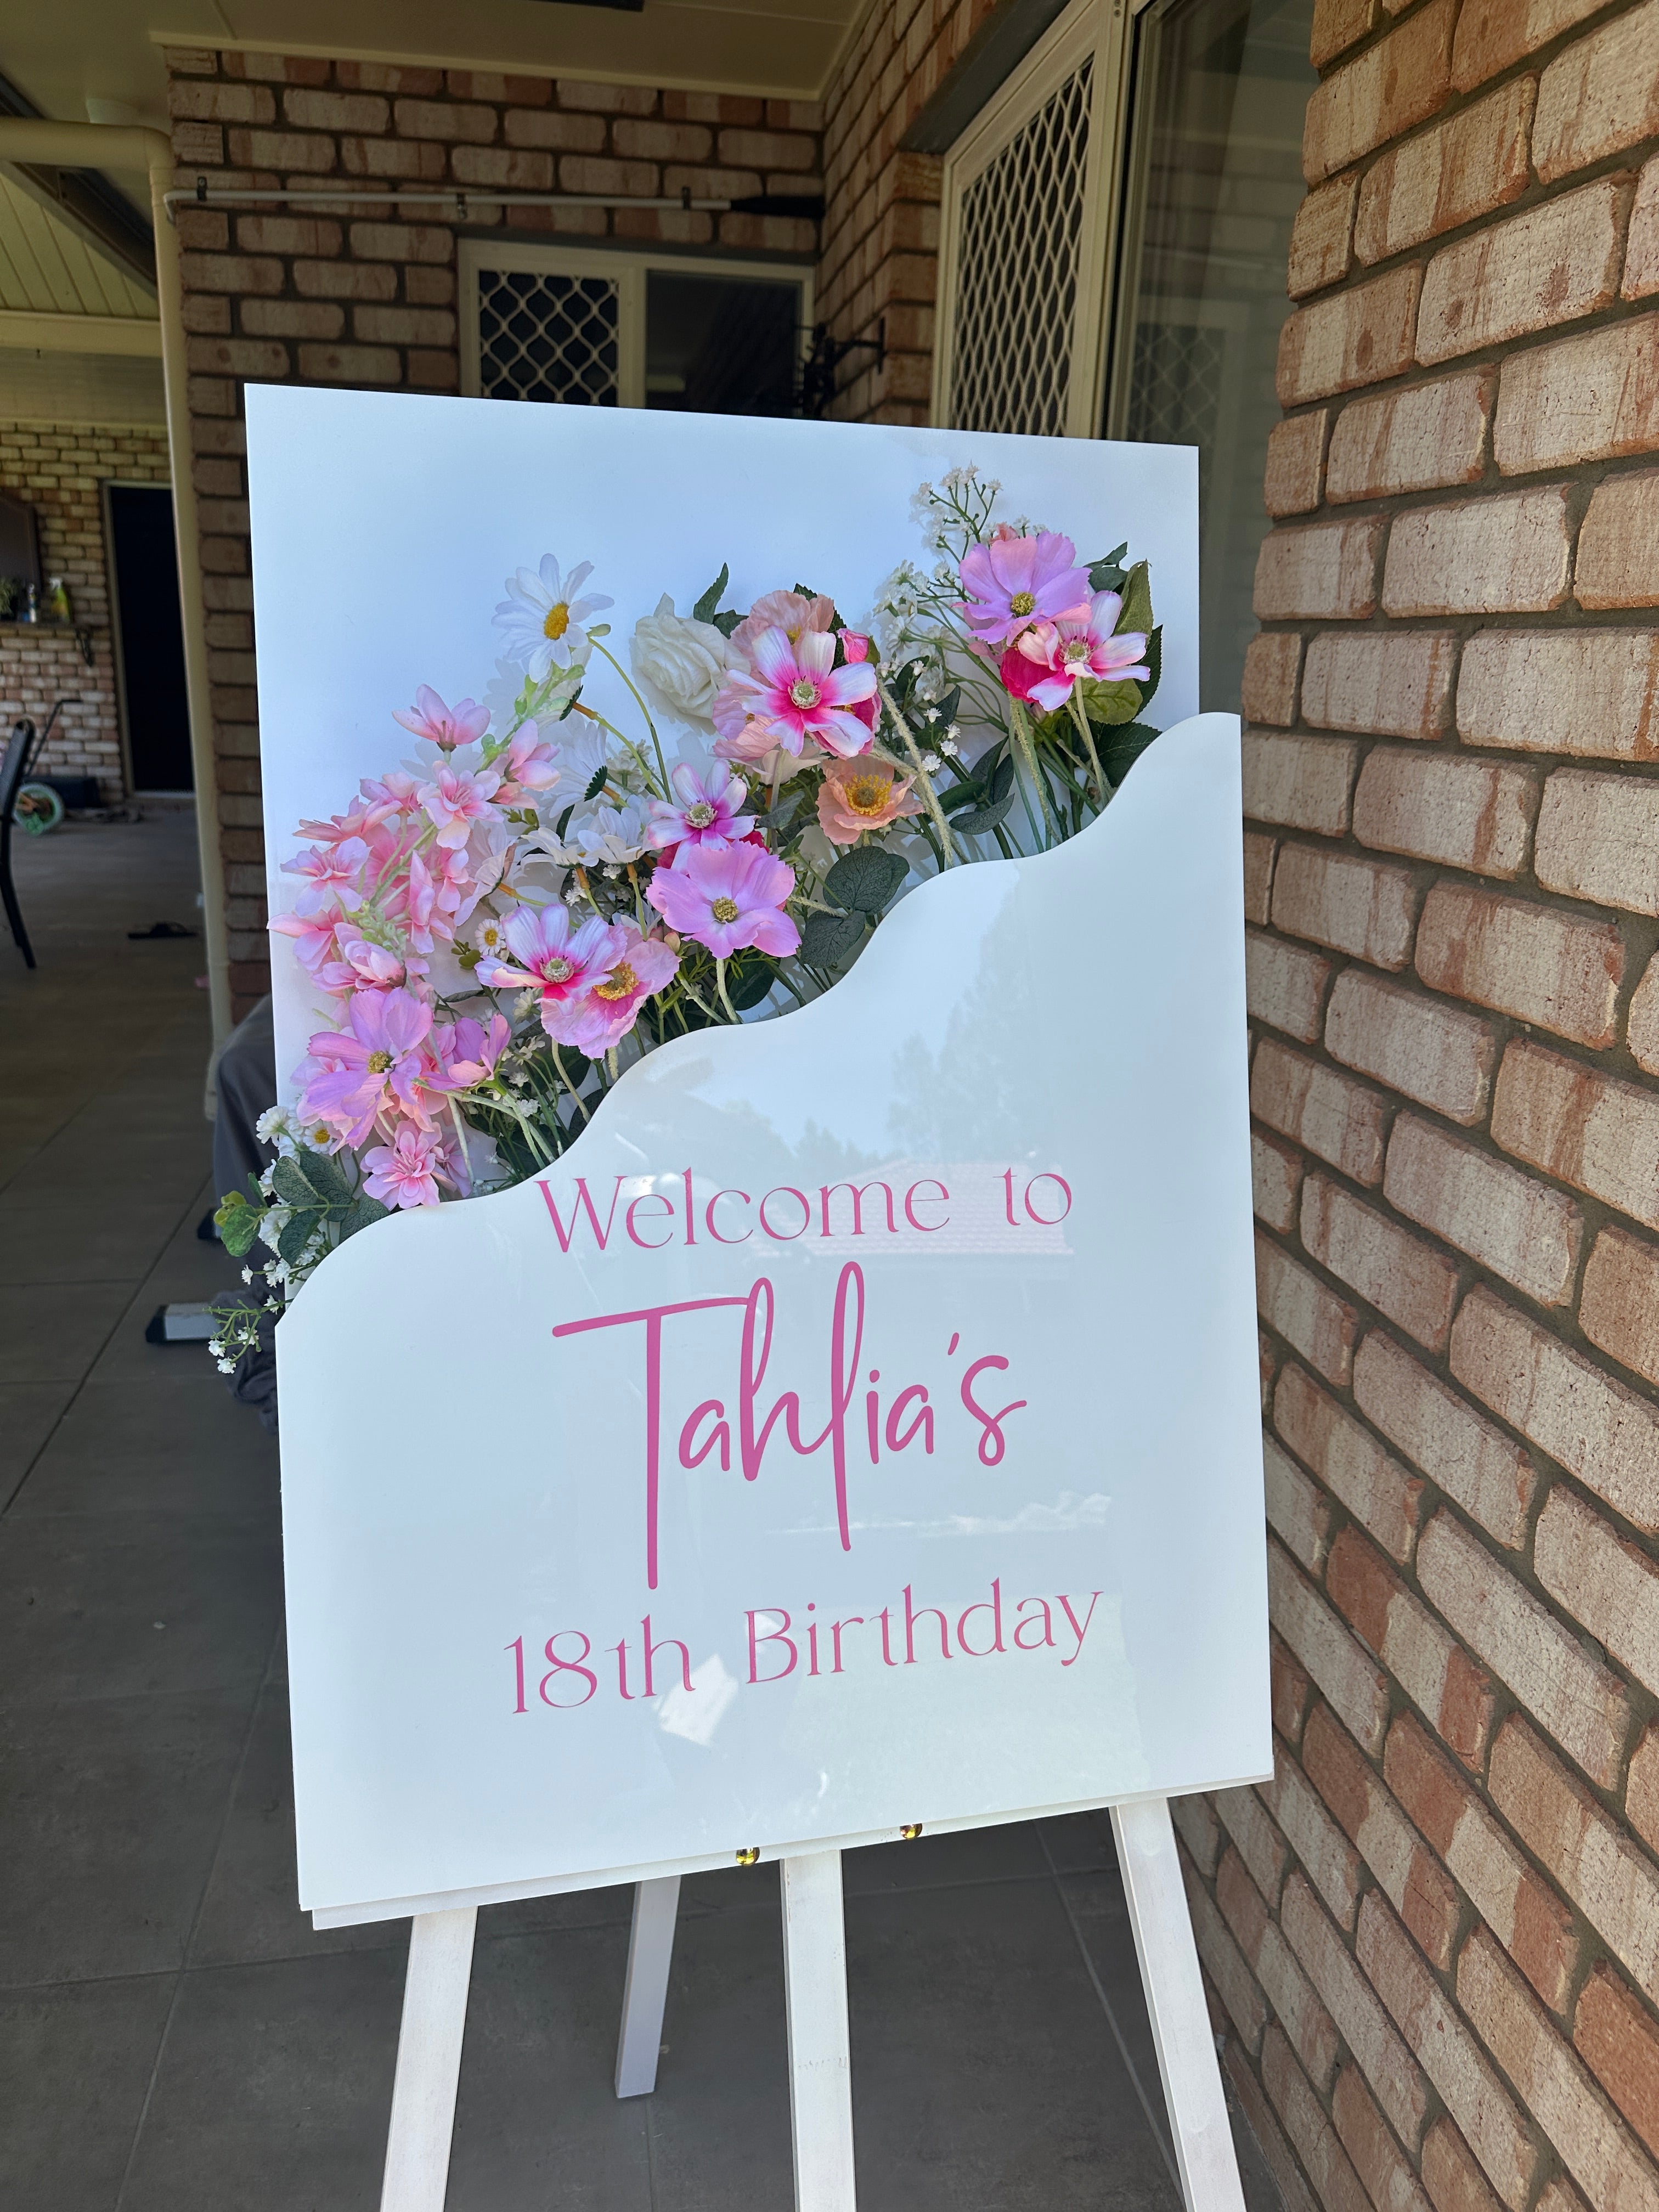 Welcome to
Tahlia's
18th Birthday